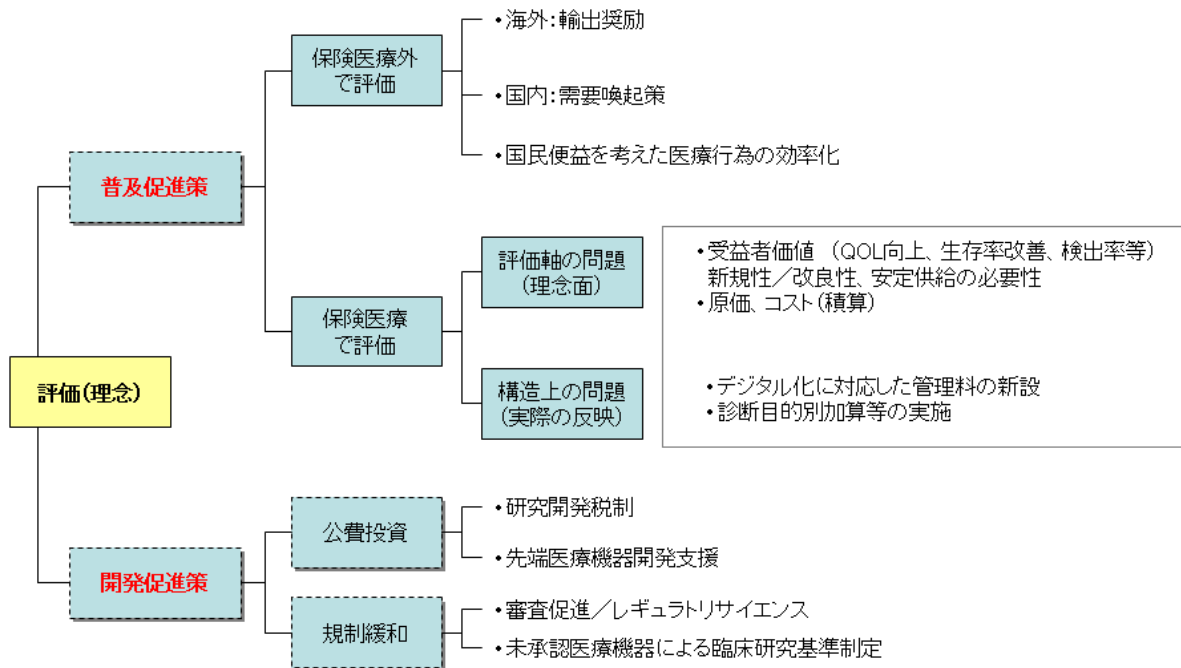 評価(理念)
普及促進策
保険医療外
で評価
・海外:輸出奨励
・国内:需要喚起策
・国民便益を考えた医療行為の効率化
保険医療
で評価
評価軸の問題
(理念面)
・受益者価値 (QOL向上、生存率改善、検出率等)
新規性/改良性、安定供給の必要性
・原価、コスト(積算)
構造上の問題
(実際の反映)
・デジタル化に対応した管理料の新設
・診断目的別加算等の実施
開発促進策
公費投資
・研究開発税制
・先端医療機器開発支援
規制緩和
・審査促進/レギュラトリサイエンス
・未承認医療機器による臨床研究基準制定